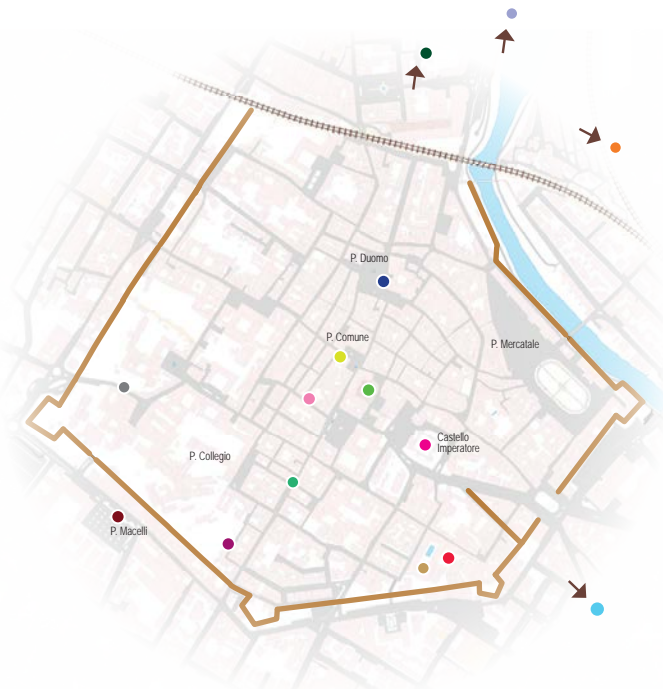 P. Duomo
P. Comune
P. Mercatale
Castello
Imperatore
P. Collegio
P. Macelli